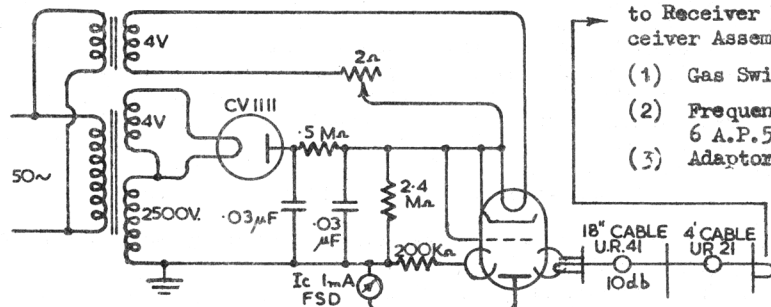 to Receiver
ceiver Assem
(1) Gas Swi
(2) Frequen
6 A.P.5
(3) Adaptor
4V
2Ω
CV1111
4V
.5 MΩ
50~
2500V.
.03 μF
.03 μF
2.4 MΩ
200KΩ
Ic 1mA
FSD
18" CABLE
U.R.41
10db
4' CABLE
UR 21